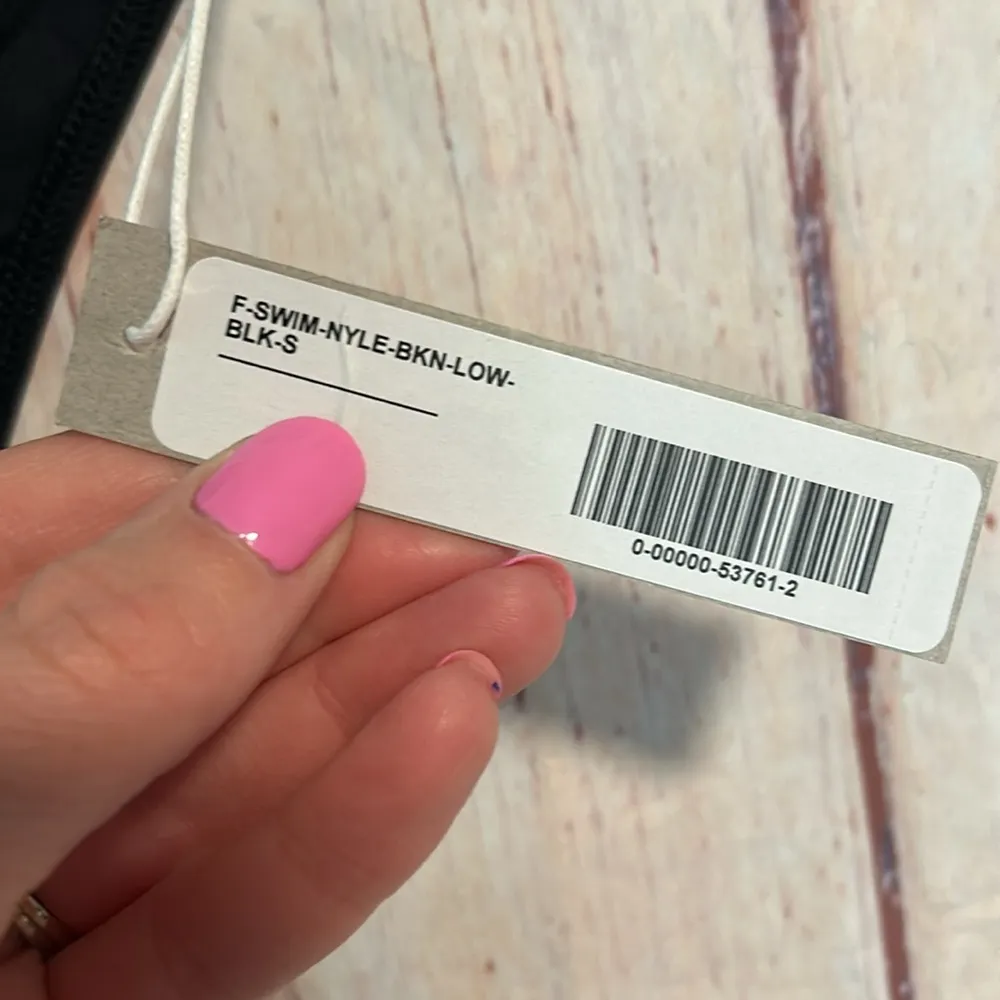 F-SWIM-NYLE-BKN-LOW-
BLK-S
0-00000-53761-2